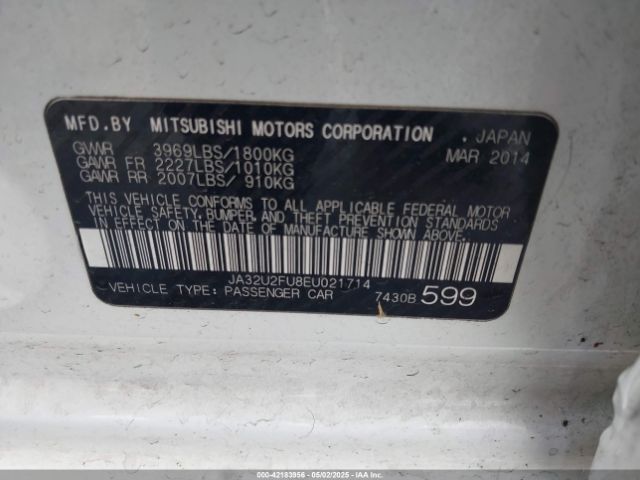 MFD.BY MITSUBISHI MOTORS CORPORATION . JAPAN
GVWR 3969LBS/1800KG MAR 2014
GAWR FR 2227LBS/1010KG
GAWR RR 2007LBS/ 910KG
THIS VEHICLE CONFORMS TO ALL APPLICABLE FEDERAL MOTOR
VEHICLE SAFETY, BUMPER, AND THEFT PREVENTION STANDARDS
IN EFFECT ON THE DATE OF MANUFACTURE SHOWN ABOVE.
JA32U2FU8EU021714
VEHICLE TYPE: PASSENGER CAR 7430B 599
000-42183956 - 05/02/2025 - IAAI.COM